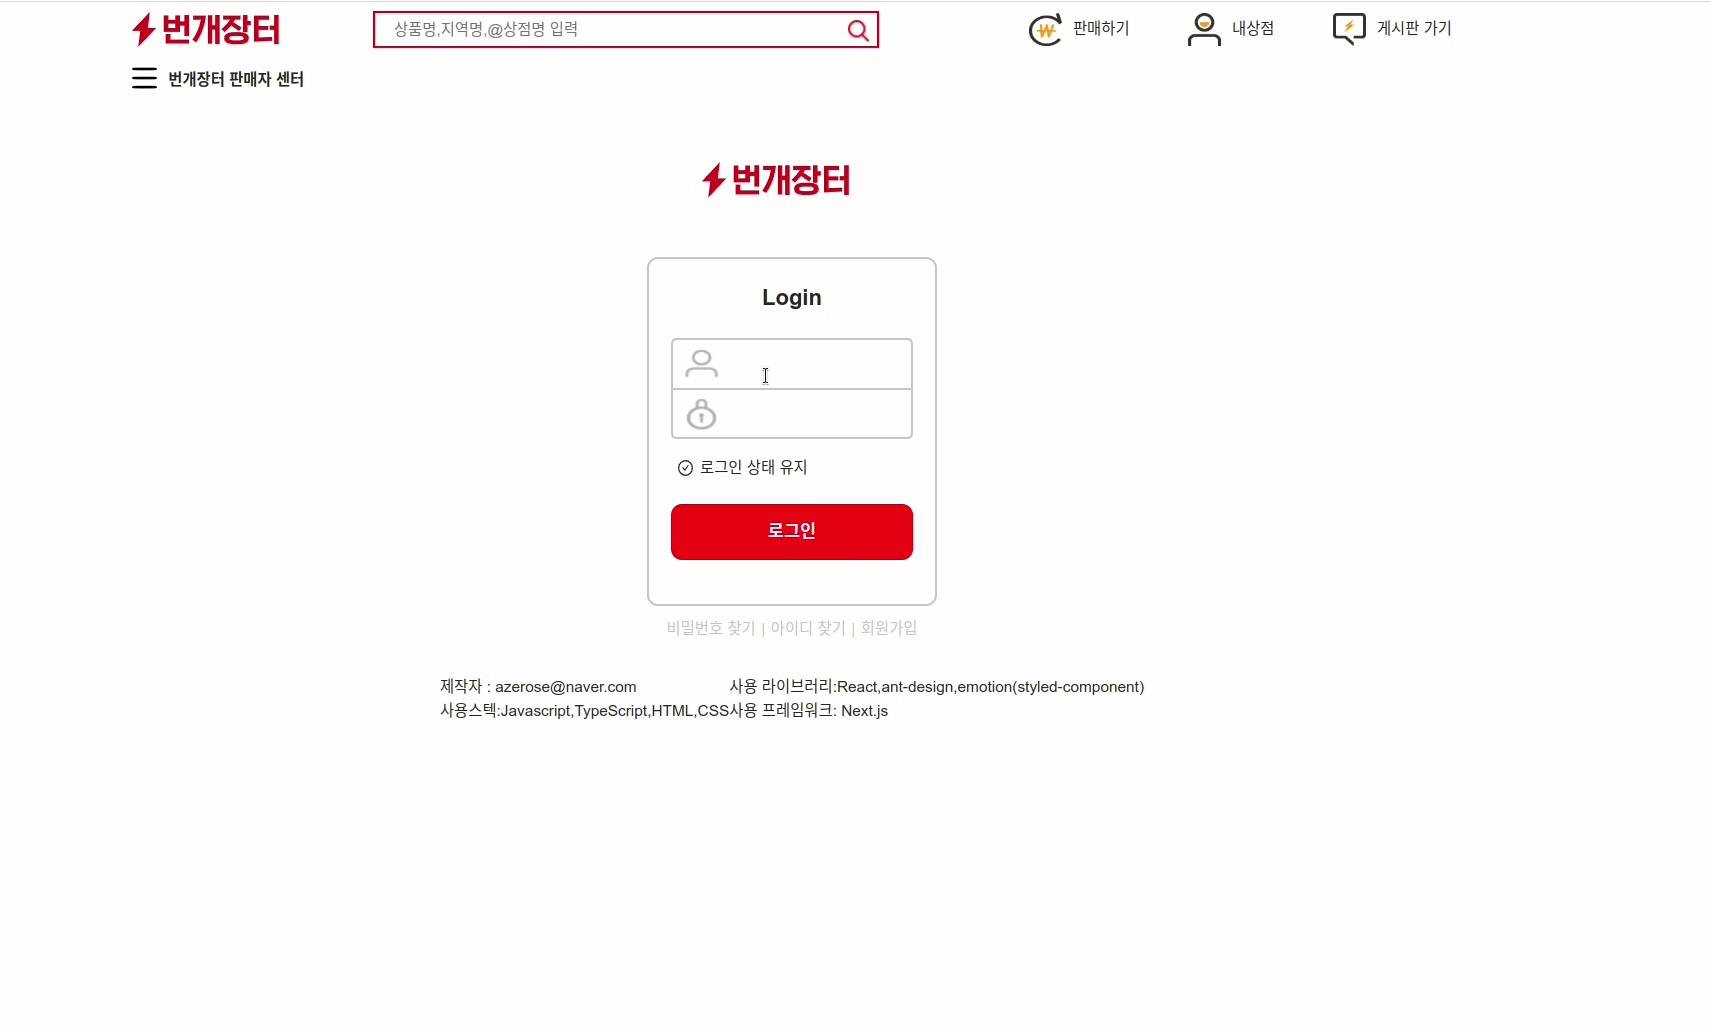 번개장터
상품명,지역명,@상점명 입력
판매하기
내상점
게시판 가기
번개장터 판매자 센터
번개장터
Login
로그인 상태 유지
로그인
비밀번호 찾기 | 아이디 찾기 | 회원가입
제작자 : azerose@naver.com
사용 라이브러리:React,ant-design,emotion(styled-component)
사용스텍:Javascript,TypeScript,HTML,CSS
사용 프레임워크: Next.js